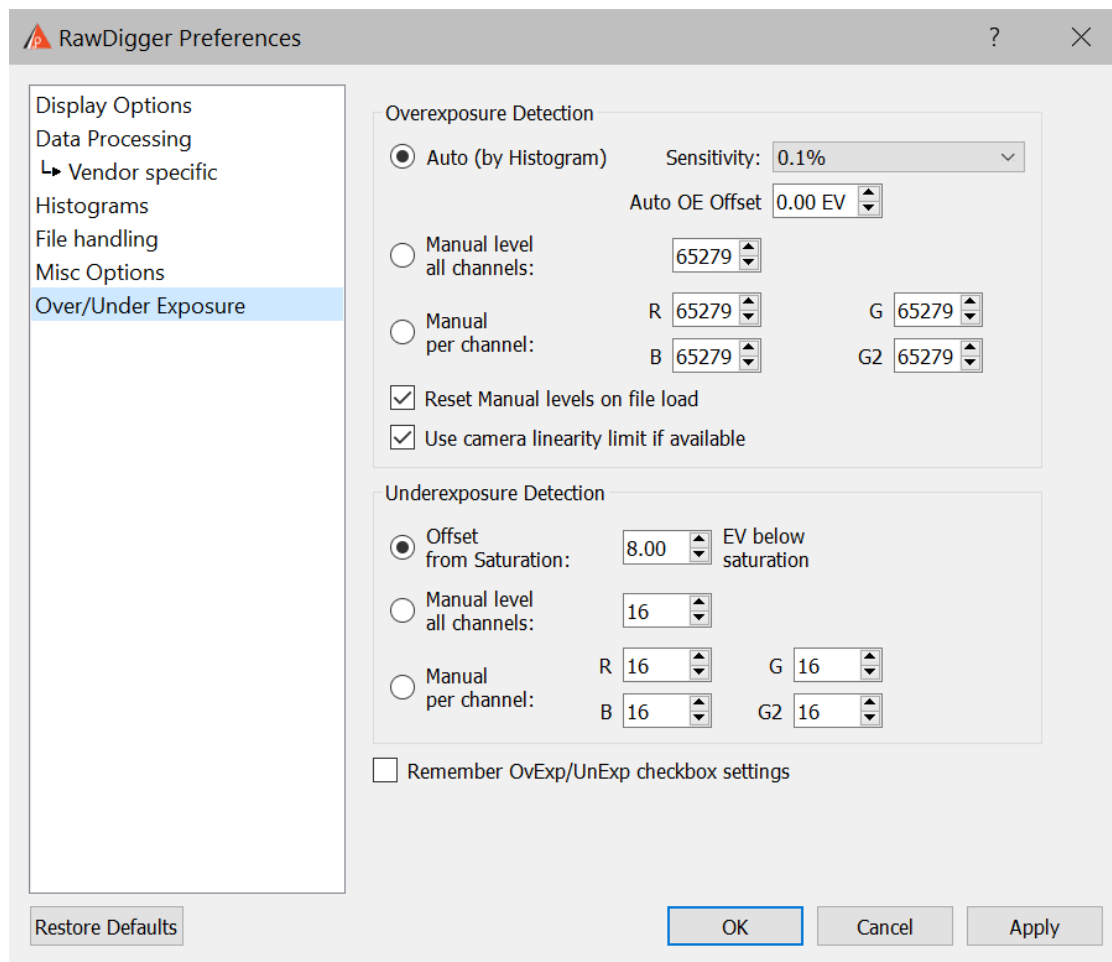 RawDigger Preferences ?
Display Options
Data Processing
Vendor specific
Histograms
File handling
Misc Options
Over/Under Exposure
Overexposure Detection
Auto (by Histogram) Sensitivity: 0.1%
Auto OE Offset 0.00 EV
Manual level
all channels:
65279
Manual
per channel:
R 65279 G 65279
B 65279 G2 65279
Reset Manual levels on file load
Use camera linearity limit if available
Underexposure Detection
Offset
from Saturation:
8.00
EV below
saturation
Manual level
all channels:
16
Manual
per channel:
R 16 G 16
B 16 G2 16
Remember OvExp/UnExp checkbox settings
Restore Defaults OK Cancel Apply